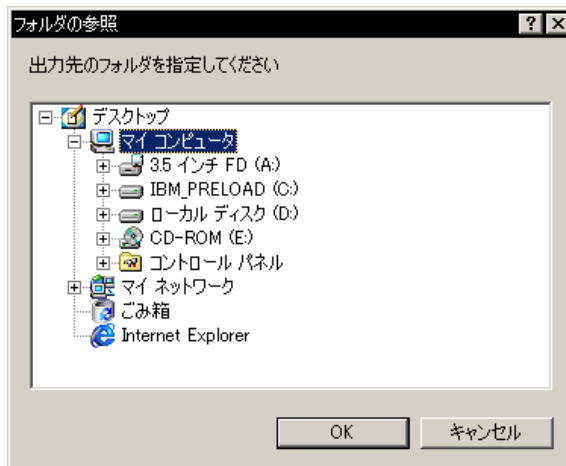 フォルダの参照
出力先のフォルダを指定してください
デスクトップ
マイ コンピュータ
3.5 インチ FD (A:)
IBM_PRELOAD (C:)
ローカル ディスク (D:)
CD-ROM (E:)
コントロール パネル
マイ ネットワーク
ごみ箱
Internet Explorer
OK キャンセル